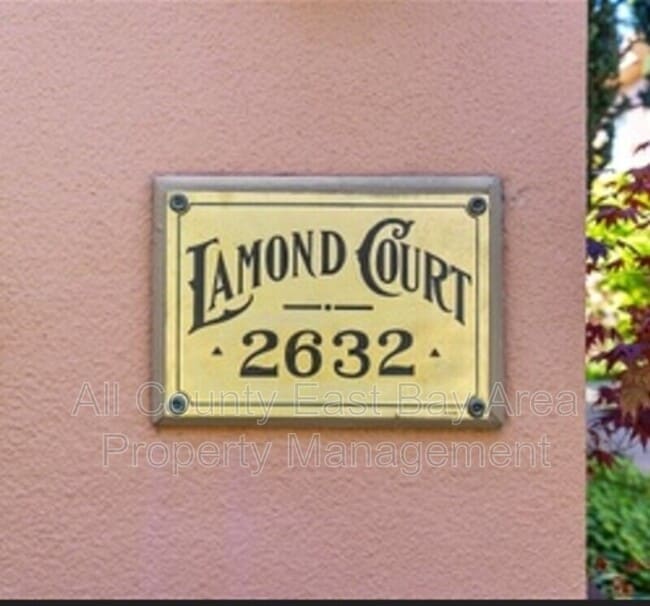 LAMOND COURT
2632
All County East Bay Area
Property Management